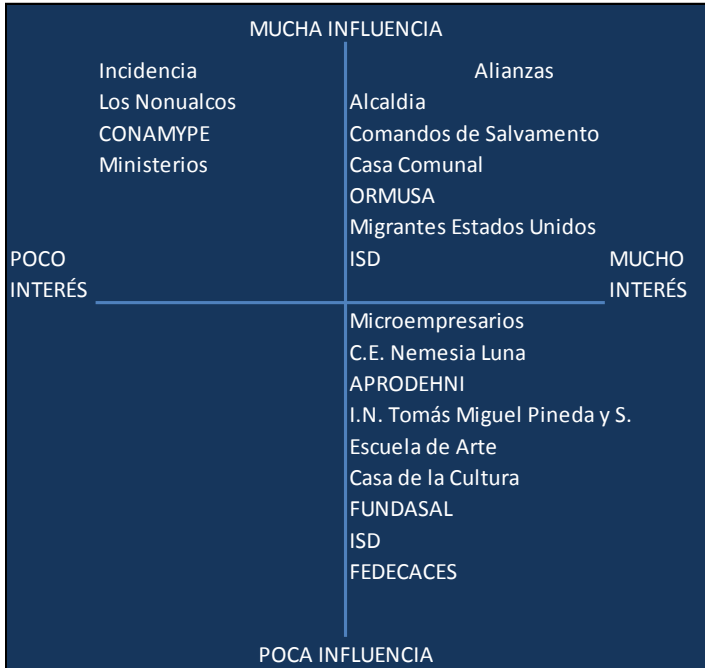 MUCHA INFLUENCIA
Incidencia
Los Nonualcos
CONAMYPE
Ministerios
Alianzas
Alcaldia
Comandos de Salvamento
Casa Comunal
ORMUSA
Migrantes Estados Unidos
ISD
POCO
INTERÉS
MUCHO
INTERÉS
Microempresarios
C.E. Nemesia Luna
APRODEHNI
I.N. Tomás Miguel Pineda y S.
Escuela de Arte
Casa de la Cultura
FUNDASAL
ISD
FEDECACES
POCA INFLUENCIA